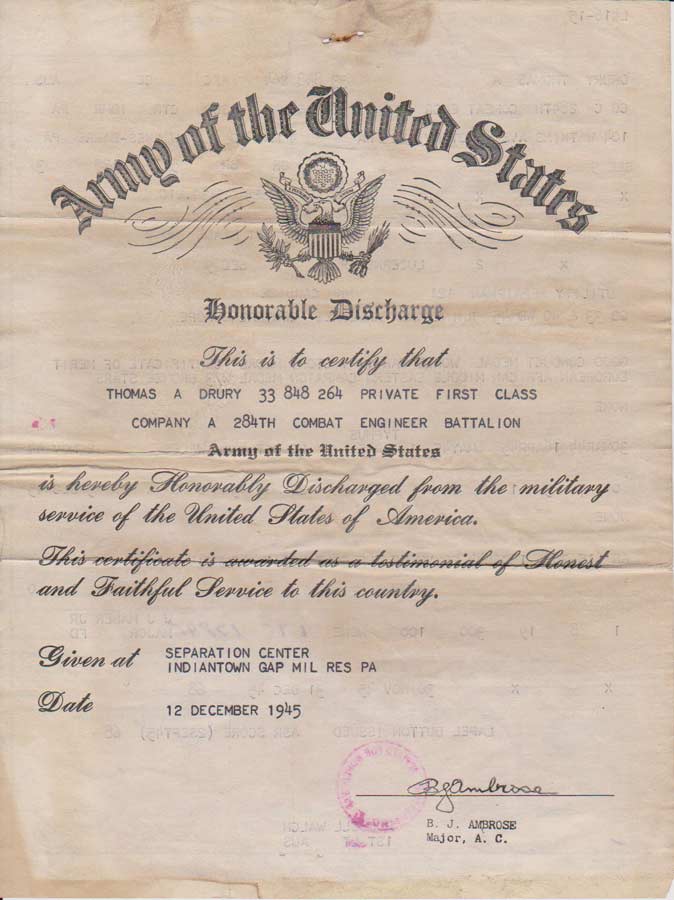 Army of the United States
Honorable Discharge
This is to certify that
THOMAS A DRURY 33 848 264 PRIVATE FIRST CLASS
COMPANY A 284TH COMBAT ENGINEER BATTALION
Army of the United States
is hereby Honorably Discharged from the military
service of the United States of America.
This certificate is awarded as a testimonial of Honest
and Faithful Service to this country.
Given at SEPARATION CENTER
INDIANTOWN GAP MIL RES PA
Date 12 DECEMBER 1945
BJAmbrose
B. J. AMBROSE
Major, A. C.